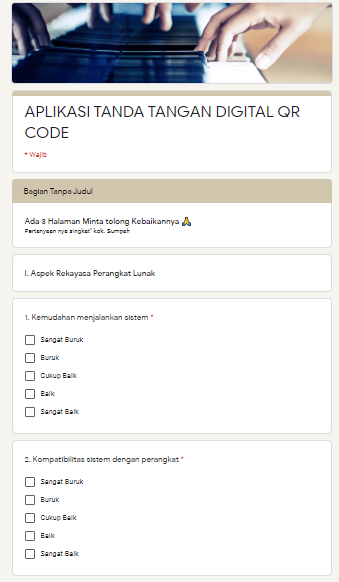 APLIKASI TANDA TANGAN DIGITAL QR
CODE
* Wajib
Bagian Tanpa Judul
Ada 3 Halaman Minta tolong Kebaikannya 🙏
Pertanyaan nya singkat" kok. Sumpah
I. Aspek Rekayasa Perangkat Lunak
1. Kemudahan menjalankan sistem *
Sangat Buruk
Buruk
Cukup Baik
Baik
Sangat Baik
2. Kompatibilitas sistem dengan perangkat *
Sangat Buruk
Buruk
Cukup Baik
Baik
Sangat Baik